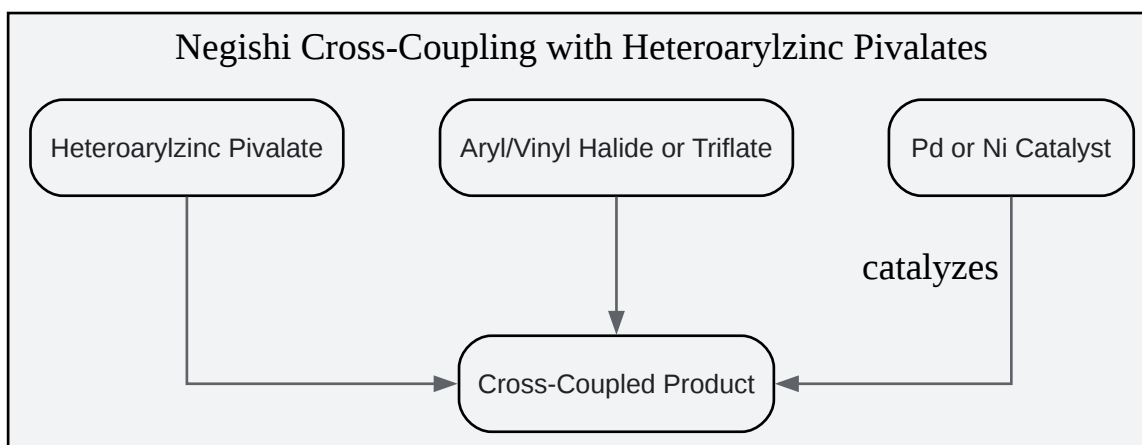 Negishi Cross-Coupling with Heteroarylzinc Pivalates
Heteroarylzinc Pivalate
Aryl/Vinyl Halide or Triflate
Pd or Ni Catalyst
catalyzes
Cross-Coupled Product